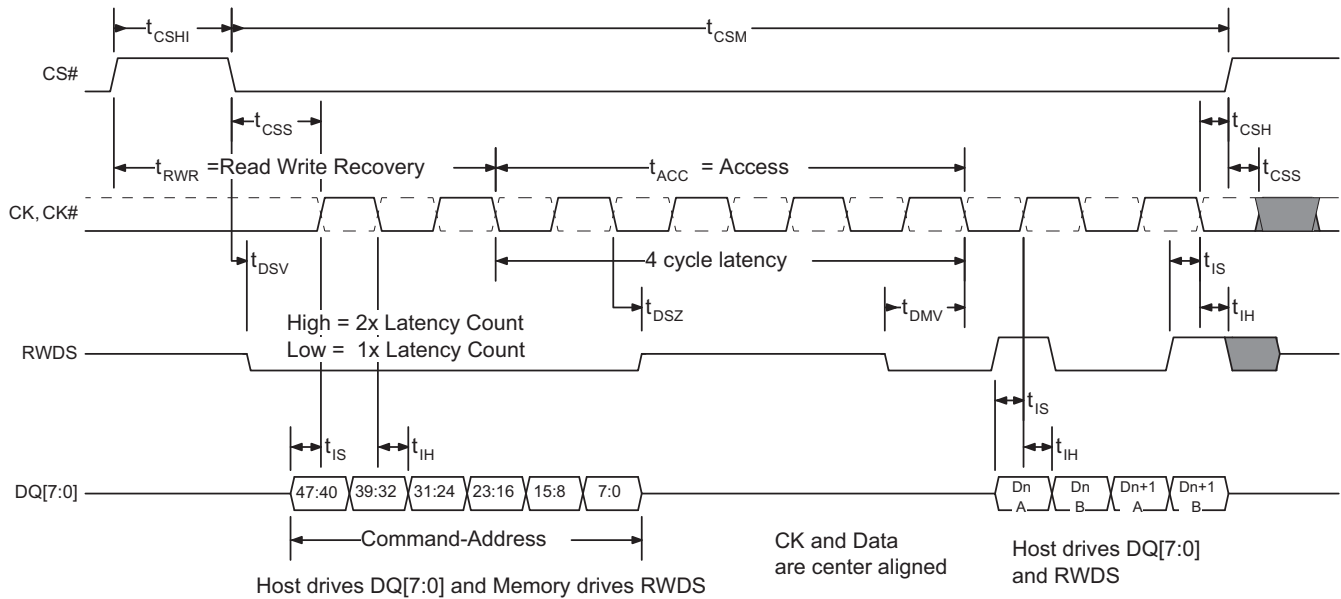 tCSHI
tCSM
CS#
tCSS
tCSH
tRWR =Read Write Recovery
tACC = Access
tCSS
CK, CK#
tDSV
4 cycle latency
tIS
tDSZ
tDMV
tIH
High = 2x Latency Count
Low = 1x Latency Count
RWDS
tIS
tIS
tIH
tIH
DQ[7:0]
47:40 39:32 31:24 23:16 15:8 7:0
Dn A
Dn B
Dn+1 A
Dn+1 B
Command-Address
CK and Data
are center aligned
Host drives DQ[7:0]
and RWDS
Host drives DQ[7:0] and Memory drives RWDS